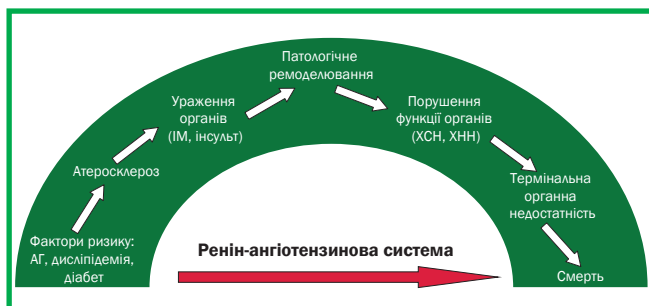 Фактори ризику:
АГ, дисліпідемія,
діабет
Атеросклероз
Ураження
органів
(ІМ, інсульт)
Патологічне
ремоделювання
Порушення
функції органів
(ХСН, ХНН)
Термінальна
органна
недостатність
Смерть
Ренін-ангіотензинова система